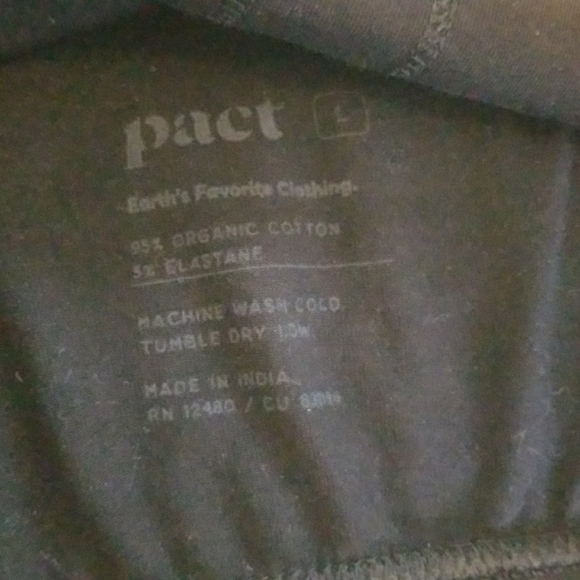 pact L
Earth's Favorite Clothing.
95% ORGANIC COTTON
5% ELASTANE
MACHINE WASH COLD
TUMBLE DRY LOW
MADE IN INDIA
RN 12480 / CU